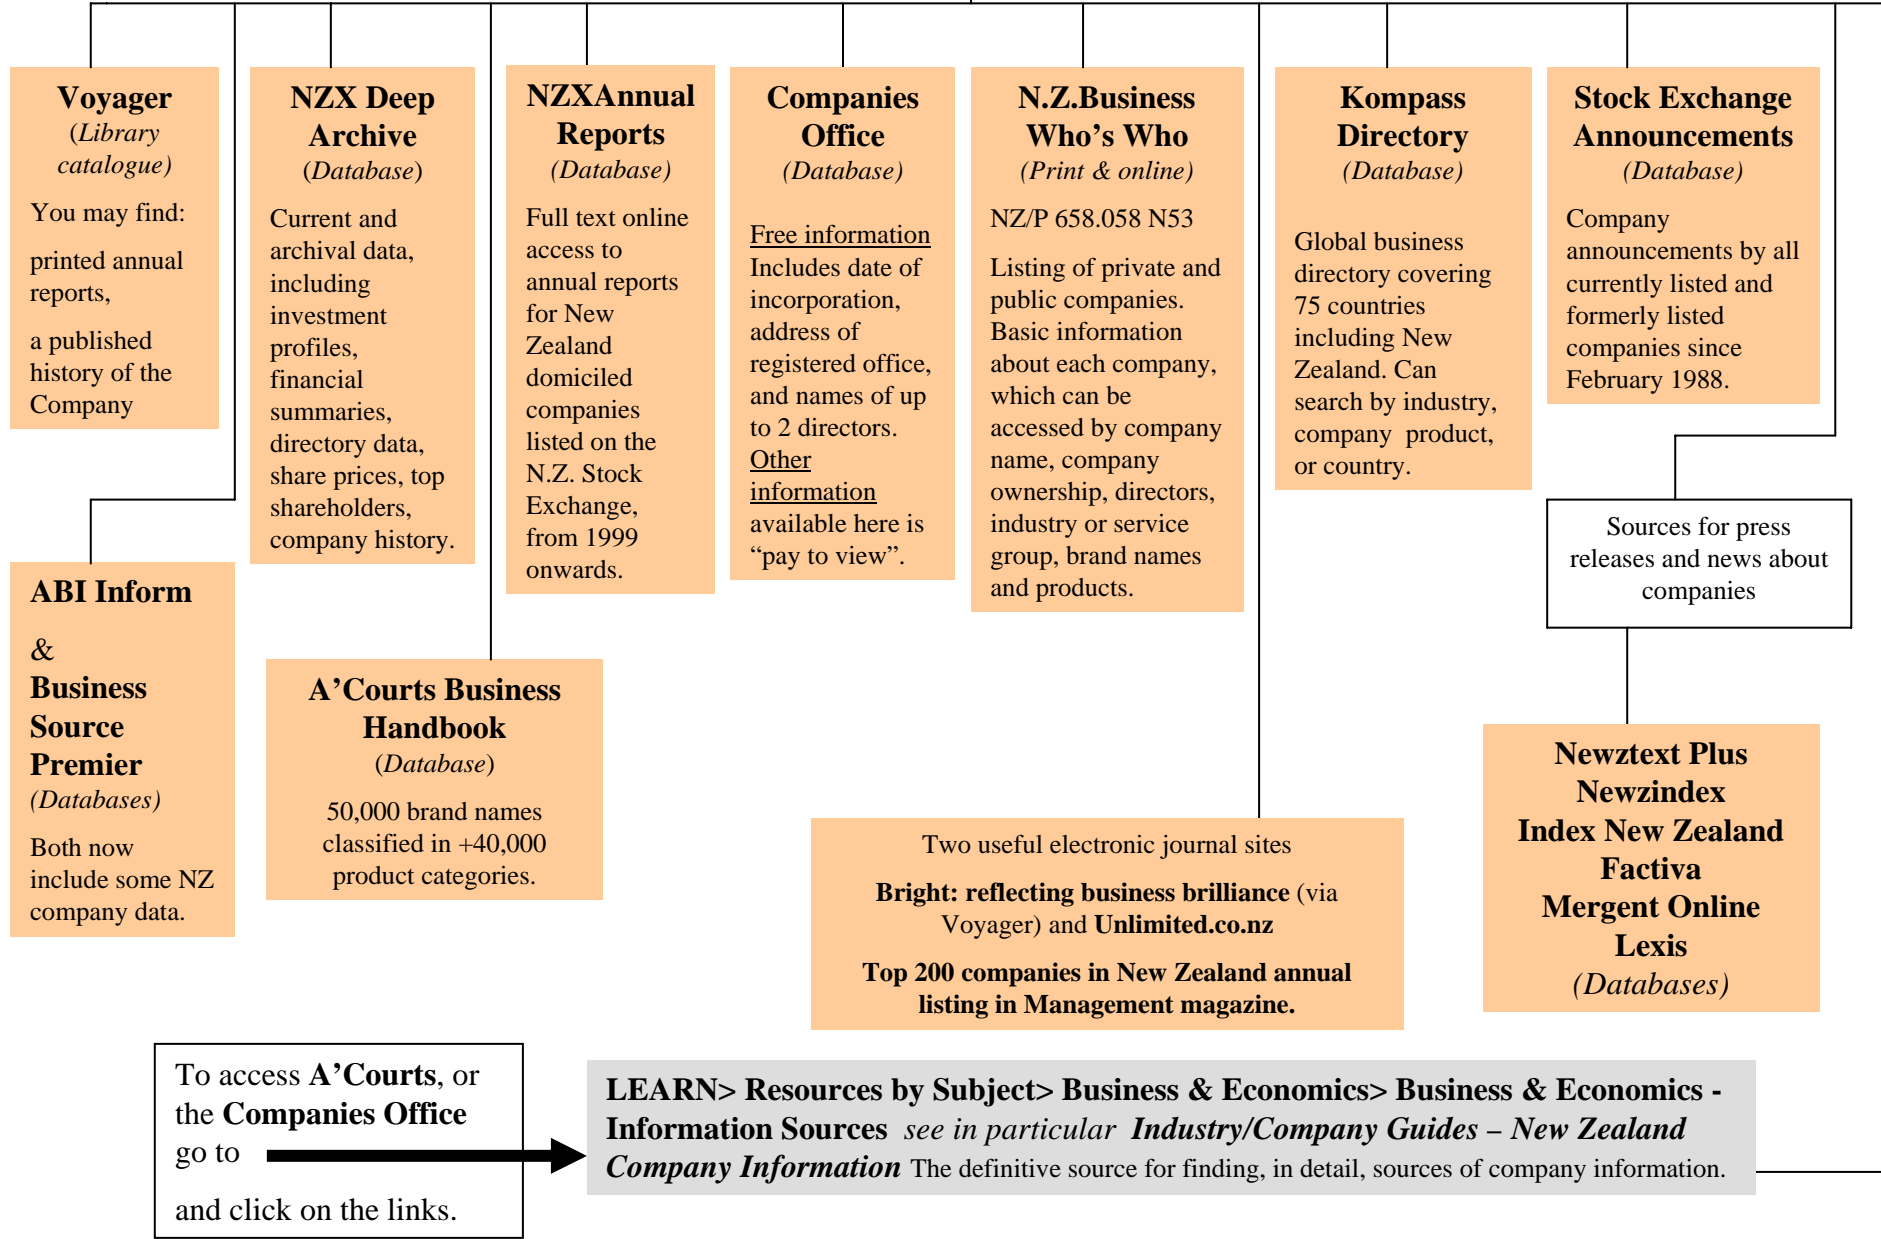 Voyager
(Library
catalogue)
You may find:
printed annual
reports,
a published
history of the
Company
NZX Deep
Archive
(Database)
Current and
archival data,
including
investment
profiles,
financial
summaries,
directory data,
share prices, top
shareholders,
company history.
NZXAnnual
Reports
(Database)
Full text online
access to
annual reports
for New
Zealand
domiciled
companies
listed on the
N.Z. Stock
Exchange,
from 1999
onwards.
Companies
Office
(Database)
Free information
Includes date of
incorporation,
address of
registered office,
and names of up
to 2 directors.
Other
information
available here is
“pay to view”.
N.Z.Business
Who’s Who
(Print & online)
NZ/P 658.058 N53
Listing of private and
public companies.
Basic information
about each company,
which can be
accessed by company
name, company
ownership, directors,
industry or service
group, brand names
and products.
Kompass
Directory
(Database)
Global business
directory covering
75 countries
including New
Zealand. Can
search by industry,
company product,
or country.
Stock Exchange
Announcements
(Database)
Company
announcements by all
currently listed and
formerly listed
companies since
February 1988.
Sources for press
releases and news about
companies
ABI Inform
&
Business
Source
Premier
(Databases)
Both now
include some NZ
company data.
A’Courts Business
Handbook
(Database)
50,000 brand names
classified in +40,000
product categories.
Two useful electronic journal sites
Bright: reflecting business brilliance (via
Voyager) and Unlimited.co.nz
Top 200 companies in New Zealand annual
listing in Management magazine.
Newztext Plus
Newzindex
Index New Zealand
Factiva
Mergent Online
Lexis
(Databases)
To access A’Courts, or
the Companies Office
go to
and click on the links.
LEARN> Resources by Subject> Business & Economics> Business & Economics -
Information Sources see in particular Industry/Company Guides – New Zealand
Company Information The definitive source for finding, in detail, sources of company information.